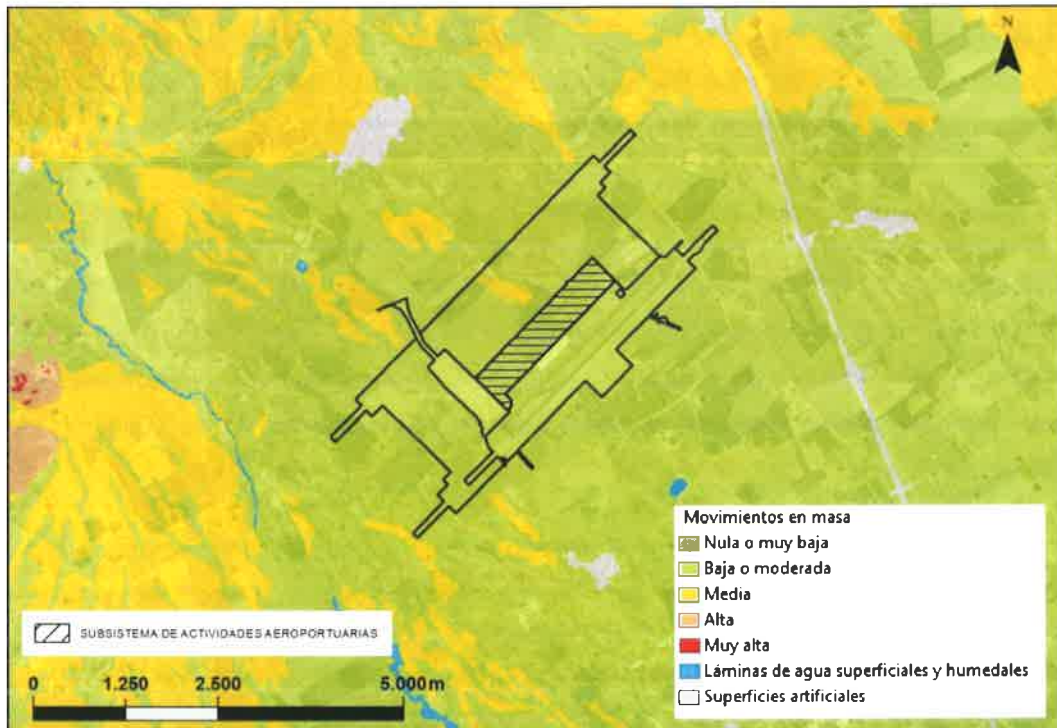 N
Movimientos en masa
Nula o muy baja
Baja o moderada
Media
Alta
Muy alta
Láminas de agua superficiales y humedales
Superficies artificiales
SUBSISTEMA DE ACTIVIDADES AEROPORTUARIAS
0 1.250 2.500 5.000 m